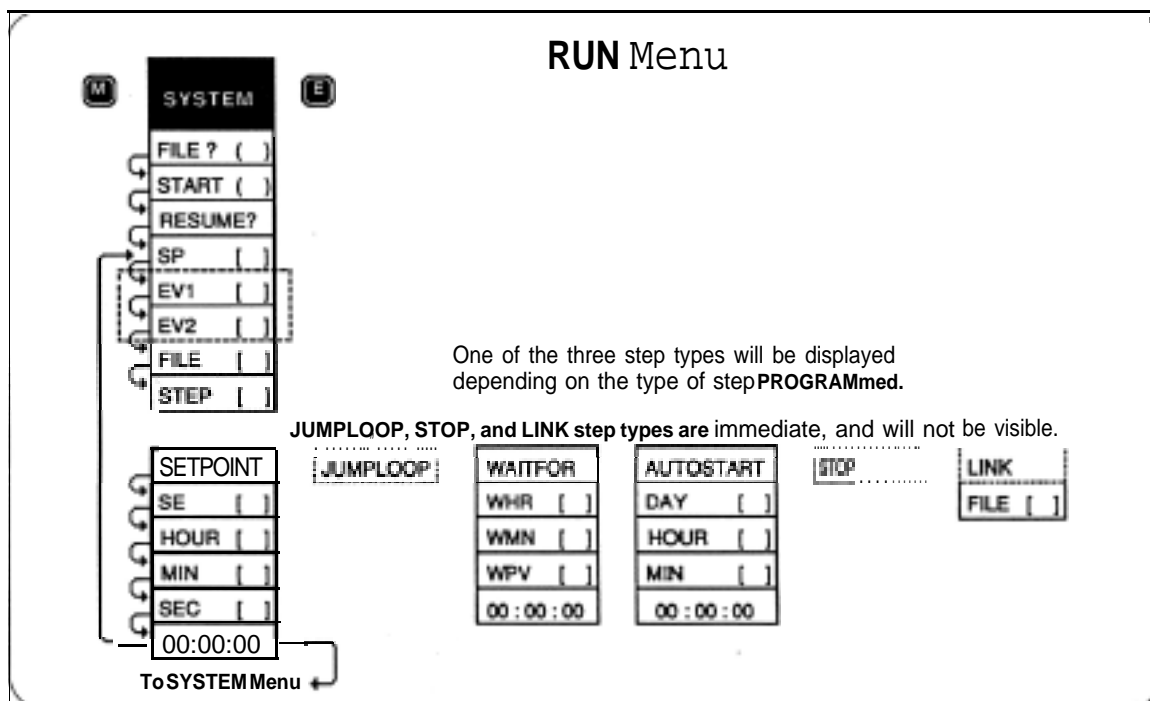 RUN Menu
M
SYSTEM
E
FILE ? ( )
START ( )
RESUME?
SP [ ]
EV1 [ ]
EV2 [ ]
FILE [ ]
STEP [ ]
One of the three step types will be displayed
depending on the type of step PROGRAMmed.
JUMPLOOP, STOP, and LINK step types are immediate, and will not be visible.
SETPOINT
SE [ ]
HOUR [ ]
MIN [ ]
SEC [ ]
00:00:00
To SYSTEM Menu
JUMPLOOP
WAITFOR
WHR [ ]
WMN [ ]
WPV [ ]
00 : 00 : 00
AUTOSTART
DAY [ ]
HOUR [ ]
MIN [ ]
00 : 00 : 00
STOP
LINK
FILE [ ]